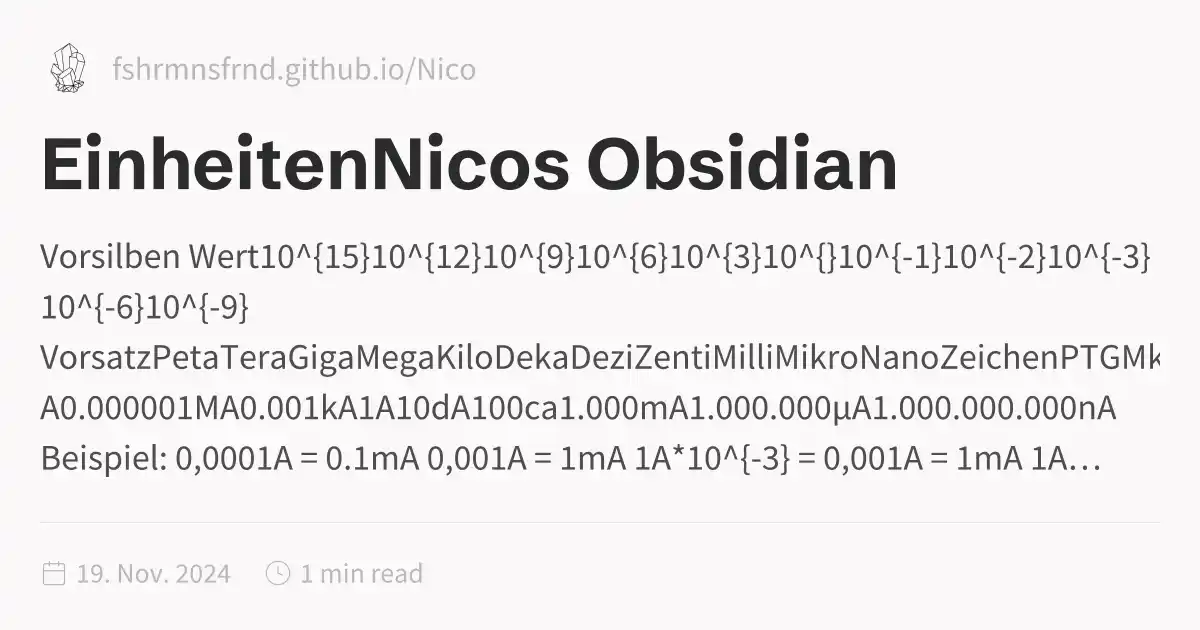 fshrmnsfrnd.github.io/Nico
EinheitenNicos Obsidian
Vorsilben Wert10^{15}10^{12}10^{9}10^{6}10^{3}10^{}10^{-1}10^{-2}10^{-3}
10^{-6}10^{-9}
VorsatzPetaTeraGigaMegaKiloDekaDeziZentiMilliMikroNanoZeichenPTGMk
A0.000001MA0.001kA1A10dA100ca1.000mA1.000.000µA1.000.000.000nA
Beispiel: 0,0001A = 0.1mA 0,001A = 1mA 1A*10^{-3} = 0,001A = 1mA 1A…
19. Nov. 2024
1 min read